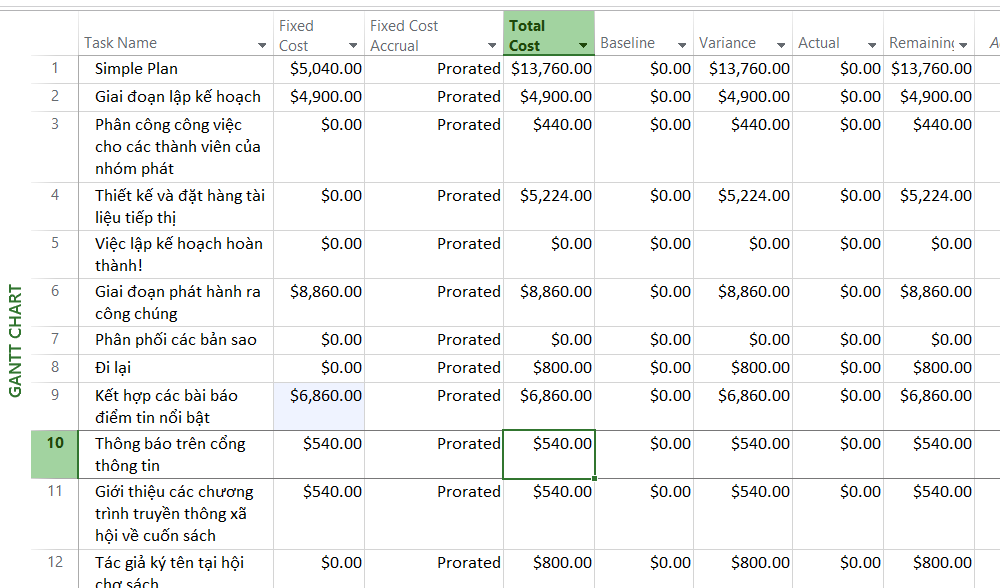 Task Name Fixed Cost Fixed Cost Accrual Total Cost Baseline Variance Actual Remaining
1 Simple Plan $5,040.00 Prorated $13,760.00 $0.00 $13,760.00 $0.00 $13,760.00
2 Giai đoạn lập kế hoạch $4,900.00 Prorated $4,900.00 $0.00 $4,900.00 $0.00 $4,900.00
3 Phân công công việc $0.00 Prorated $440.00 $0.00 $440.00 $0.00 $440.00
cho các thành viên của
nhóm phát
4 Thiết kế và đặt hàng tài $0.00 Prorated $5,224.00 $0.00 $5,224.00 $0.00 $5,224.00
liệu tiếp thị
5 Việc lập kế hoạch hoàn $0.00 Prorated $0.00 $0.00 $0.00 $0.00 $0.00
thành!
6 Giai đoạn phát hành ra $8,860.00 Prorated $8,860.00 $0.00 $8,860.00 $0.00 $8,860.00
công chúng
7 Phân phối các bản sao $0.00 Prorated $0.00 $0.00 $0.00 $0.00 $0.00
8 Đi lại $0.00 Prorated $800.00 $0.00 $800.00 $0.00 $800.00
9 Kết hợp các bài báo $6,860.00 Prorated $6,860.00 $0.00 $6,860.00 $0.00 $6,860.00
điểm tin nổi bật
10 Thông báo trên cổng $540.00 Prorated $540.00 $0.00 $540.00 $0.00 $540.00
thông tin
11 Giới thiệu các chương $540.00 Prorated $540.00 $0.00 $540.00 $0.00 $540.00
trình truyền thông xã
hội về cuốn sách
12 Tác giả ký tên tại hội $0.00 Prorated $800.00 $0.00 $800.00 $0.00 $800.00
chợ sách
GANTT CHART